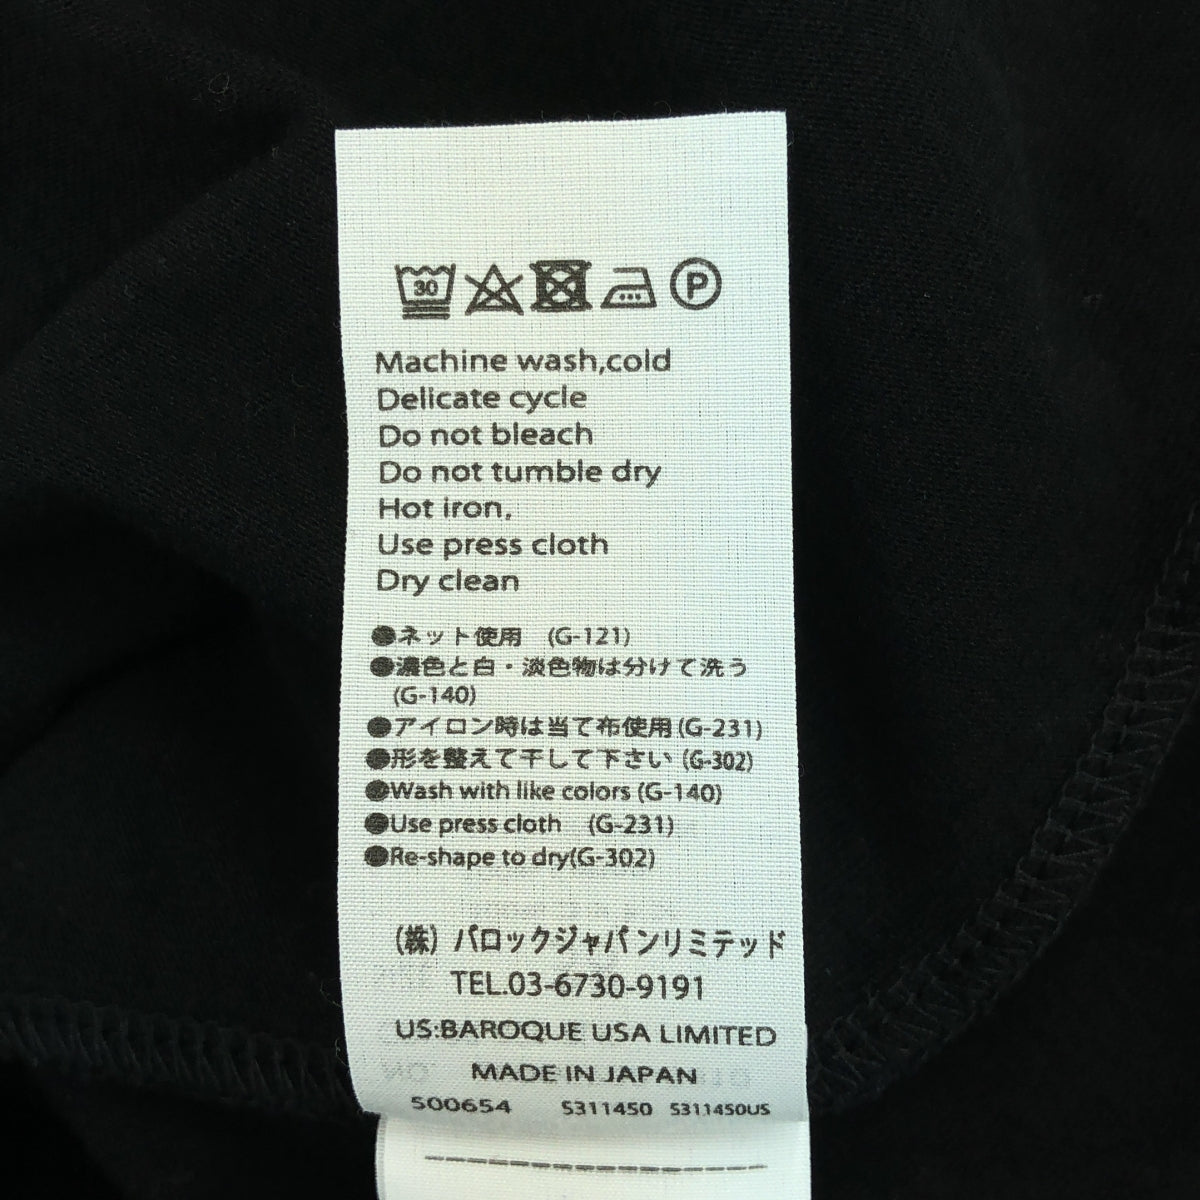 30 P
Machine wash,cold
Delicate cycle
Do not bleach
Do not tumble dry
Hot iron,
Use press cloth
Dry clean
●ネット使用 (G-121)
●濃色と白・淡色物は分けて洗う
(G-140)
●アイロン時は当て布使用(G-231)
●形を整えて干して下さい (G-302)
●Wash with like colors (G-140)
●Use press cloth (G-231)
●Re-shape to dry(G-302)
(株) バロックジャパンリミテッド
TEL.03-6730-9191
US:BAROQUE USA LIMITED
MADE IN JAPAN
500654 S311450 S311450US